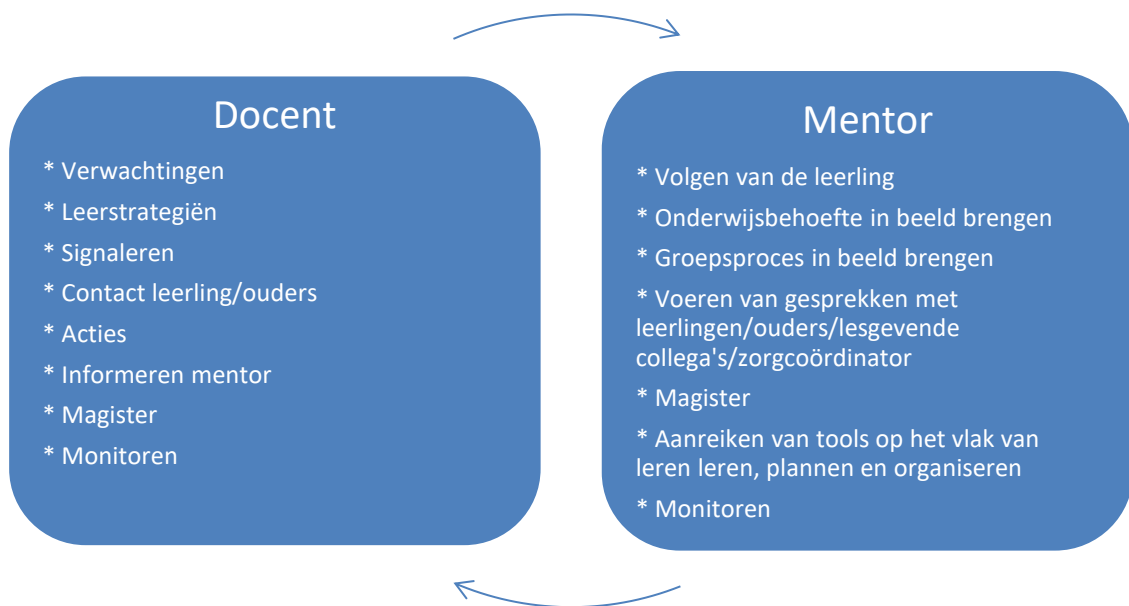 Docent
* Verwachtingen
* Leerstrategiën
* Signaleren
* Contact leerling/ouders
* Acties
* Informeren mentor
* Magister
* Monitoren
Mentor
* Volgen van de leerling
* Onderwijsbehoefte in beeld brengen
* Groepsproces in beeld brengen
* Voeren van gesprekken met
leerlingen/ouders/lesgevende
collega's/zorgcoördinator
* Magister
* Aanreiken van tools op het vlak van
leren leren, plannen en organiseren
* Monitoren